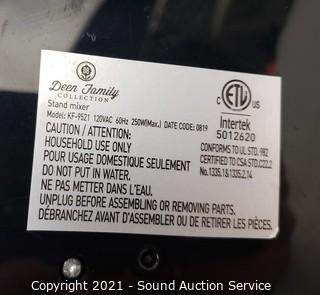 Deen Family
COLLECTION
Stand mixer
Model: KF-9521 120VAC 60Hz 250W(Max.) DATE CODE: 0819
CAUTION / ATTENTION:
HOUSEHOLD USE ONLY
POUR USAGE DOMESTIQUE SEULEMENT
DO NOT PUT IN WATER.
NE PAS METTRE DANS L'EAU.
UNPLUG BEFORE ASSEMBLING OR REMOVING PARTS.
DÉBRANCHEZ AVANT D'ASSEMBLER OU DE RETIRER LES PIÈCES.
C ETL US
Intertek
5012620
CONFORMS TO UL STD. 982
CERTIFIED TO CSA STD.C22.2
No.1335.1&1335.2.14
Copyright 2021 - Sound Auction Service